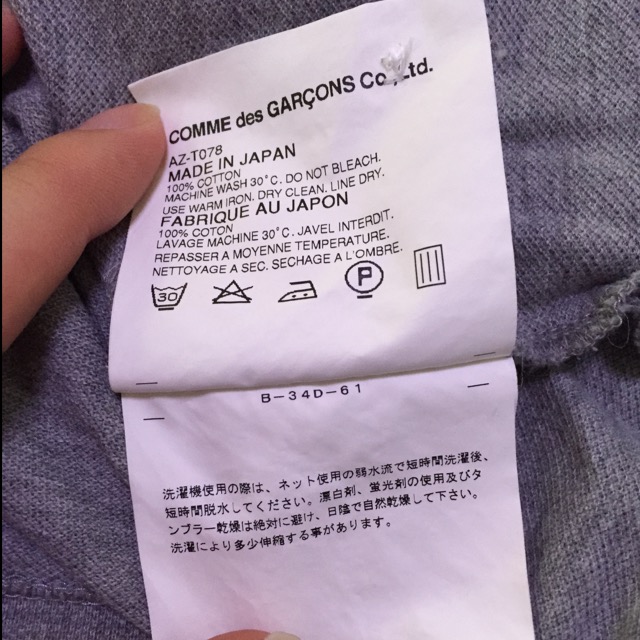 COMME des GARÇONS Co.,Ltd.
AZ-T078
MADE IN JAPAN
100% COTTON
MACHINE WASH 30°C. DO NOT BLEACH.
USE WARM IRON. DRY CLEAN. LINE DRY.
FABRIQUE AU JAPON
100% COTON
LAVAGE MACHINE 30°C. JAVEL INTERDIT.
REPASSER A MOYENNE TEMPERATURE.
NETTOYAGE A SEC. SECHAGE A L'OMBRE.
30 P
B-34D-61
洗濯機使用の際は、ネット使用の弱水流で短時間洗濯後、
短時間脱水してください。漂白剤、蛍光剤の使用及びタ
ンブラー乾燥は絶対に避け、日陰で自然乾燥して下さい。
洗濯により多少伸縮する事があります。